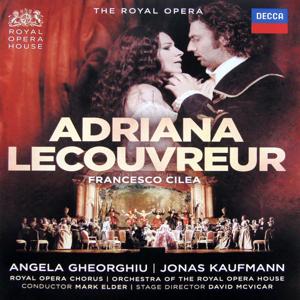 ROYAL
OPERA
HOUSE
THE ROYAL OPERA
DECCA
ADRIANA
LECOUVREUR
FRANCESCO CILEA
ANGELA GHEORGHIU | JONAS KAUFMANN
ROYAL OPERA CHORUS | ORCHESTRA OF THE ROYAL OPERA HOUSE
CONDUCTOR MARK ELDER | STAGE DIRECTOR DAVID MCVICAR